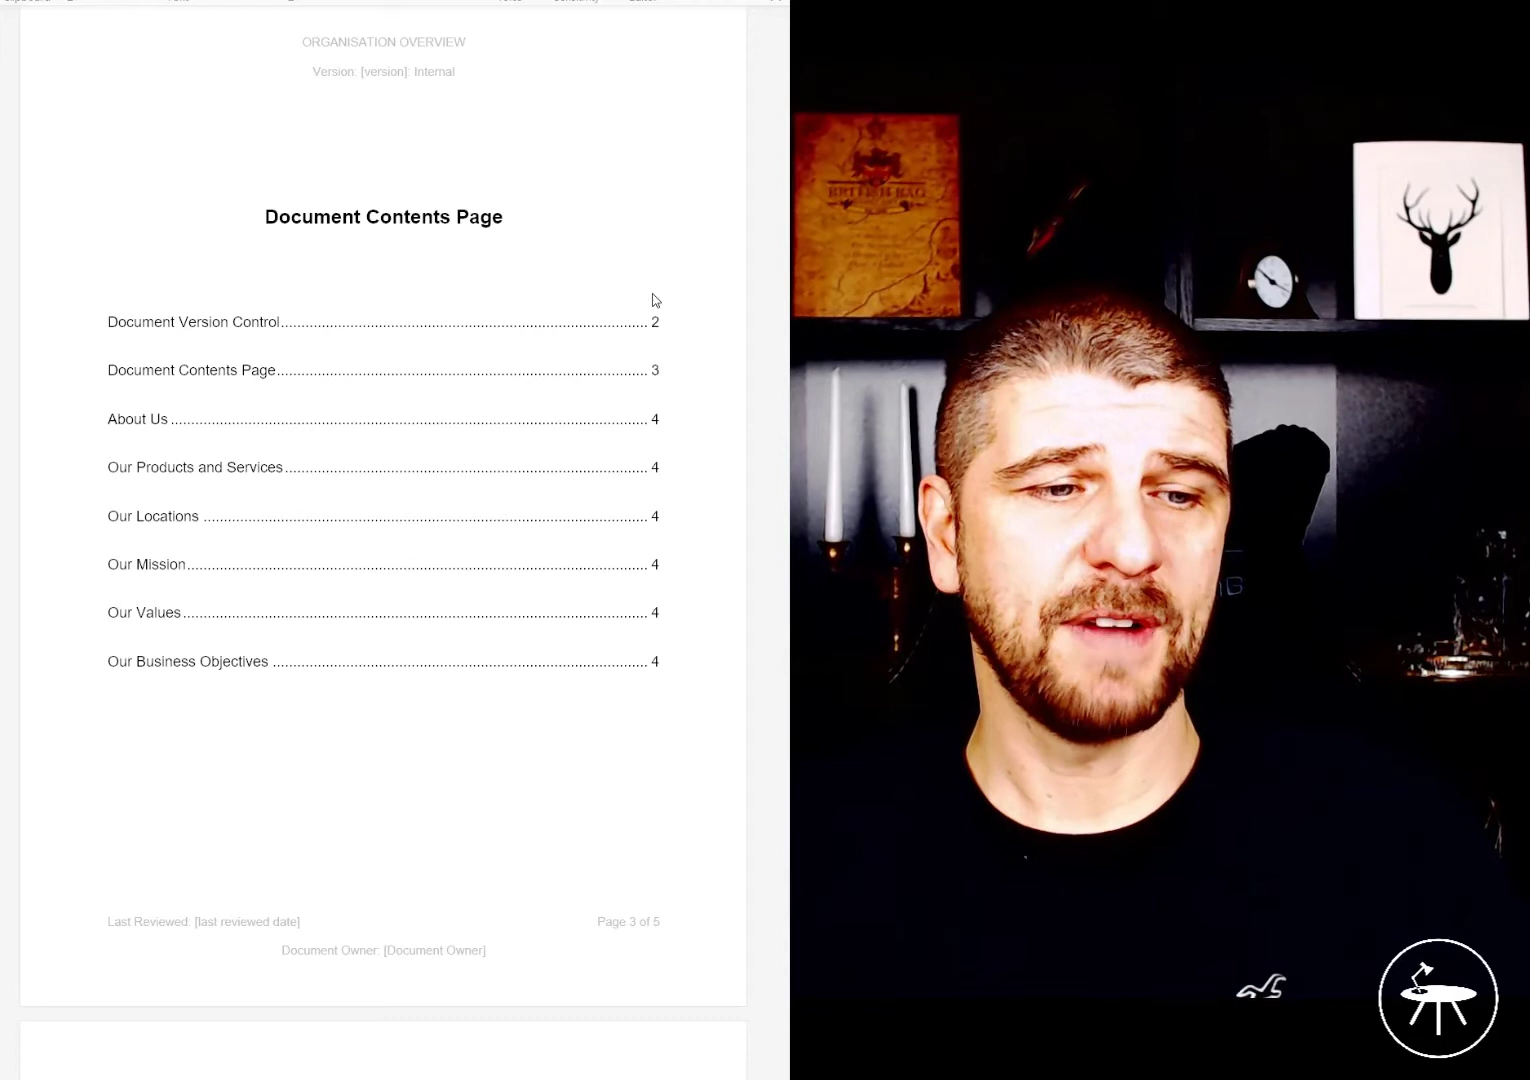 ORGANISATION OVERVIEW
Version: [version]: Internal
Document Contents Page
Document Version Control 2
Document Contents Page 3
About Us 4
Our Products and Services 4
Our Locations 4
Our Mission 4
Our Values 4
Our Business Objectives 4
Last Reviewed: [last reviewed date]
Page 3 of 5
Document Owner: [Document Owner]